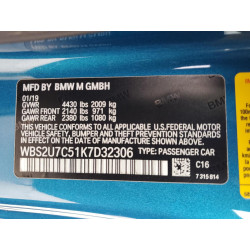 MFD BY BMW M GMBH
01/19
GVWR 4430 lbs 2009 kg
GAWR FRONT 2140 lbs 971 kg
GAWR REAR 2380 lbs 1080 kg
THIS VEHICLE CONFORMS TO ALL APPLICABLE
U.S. FEDERAL MOTOR VEHICLE SAFETY,
BUMPER, AND THEFT PREVENTION
STANDARDS IN EFFECT ON THE DATE OF
MANUFACTURE SHOWN ABOVE.
WBS2U7C51K7D32306
TYPE: PASSENGER CAR
C16
7 315 814